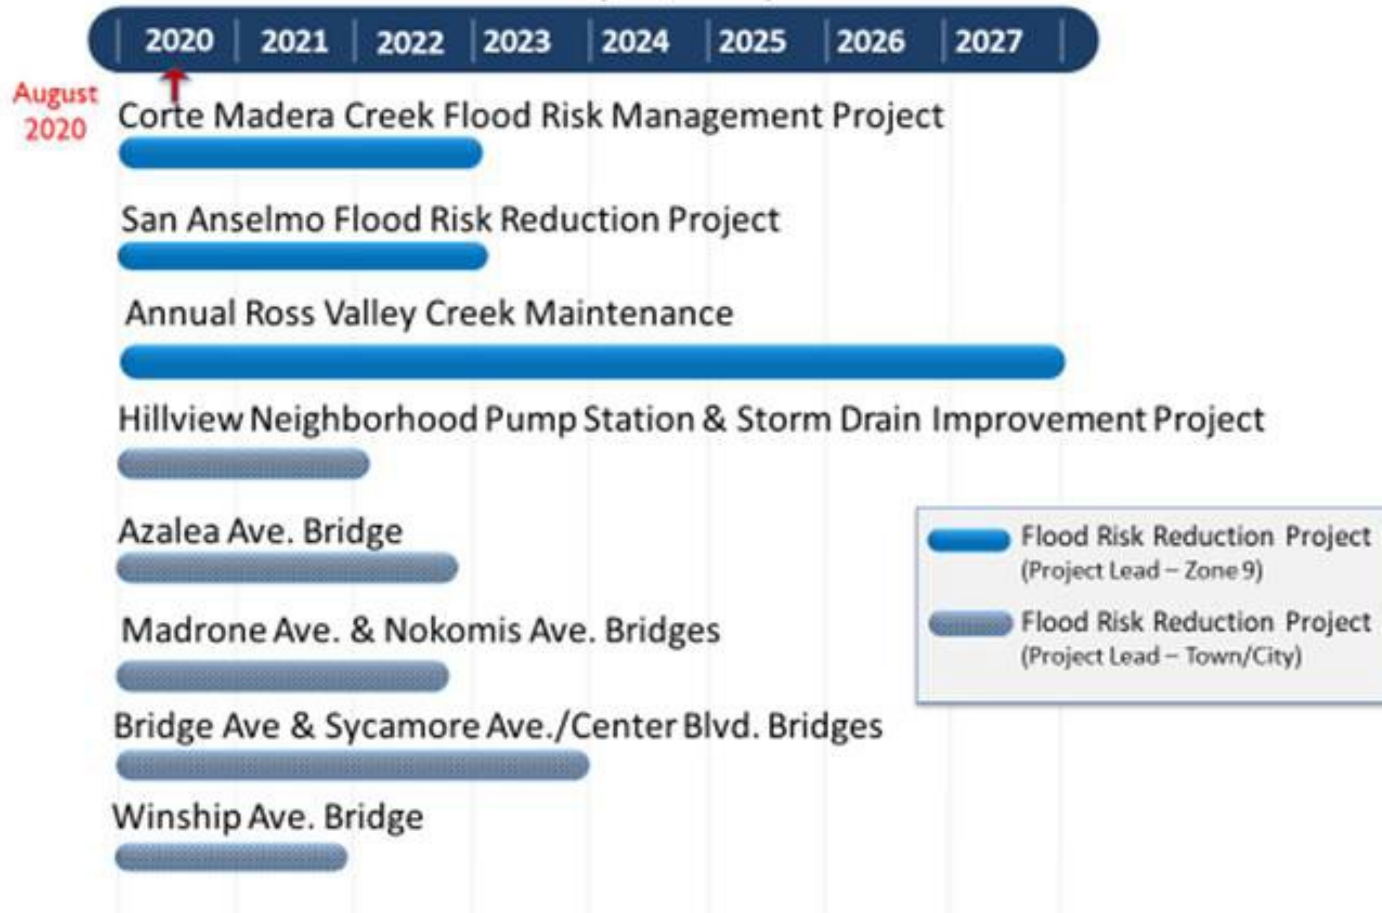 2020 2021 2022 2023 2024 2025 2026 2027
August
2020
Corte Madera Creek Flood Risk Management Project
San Anselmo Flood Risk Reduction Project
Annual Ross Valley Creek Maintenance
Hillview Neighborhood Pump Station & Storm Drain Improvement Project
Azalea Ave. Bridge
Madrone Ave. & Nokomis Ave. Bridges
Bridge Ave & Sycamore Ave./Center Blvd. Bridges
Winship Ave. Bridge
Flood Risk Reduction Project
(Project Lead – Zone 9)
Flood Risk Reduction Project
(Project Lead – Town/City)